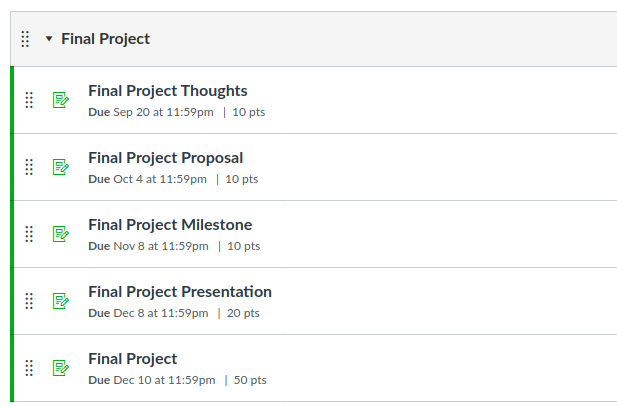 Final Project
Final Project Thoughts
Due Sep 20 at 11:59pm | 10 pts
Final Project Proposal
Due Oct 4 at 11:59pm | 10 pts
Final Project Milestone
Due Nov 8 at 11:59pm | 10 pts
Final Project Presentation
Due Dec 8 at 11:59pm | 20 pts
Final Project
Due Dec 10 at 11:59pm | 50 pts